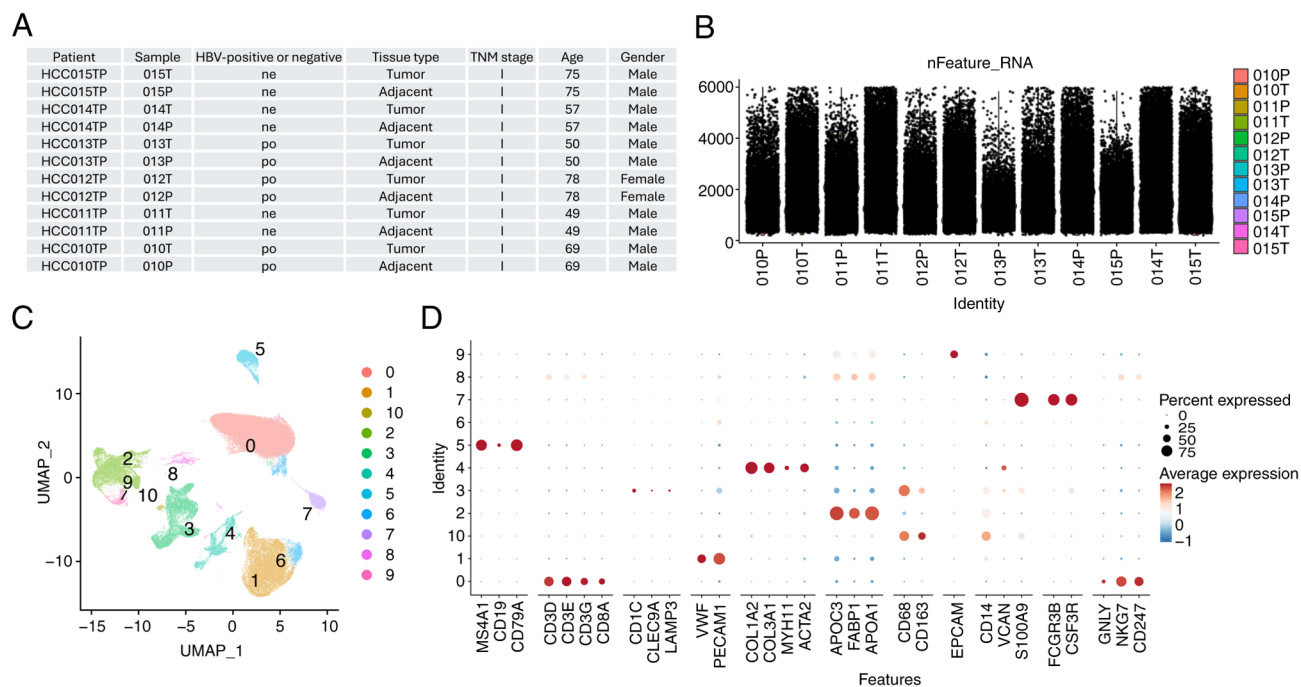 A
Patient Sample HBV-positive or negative Tissue type TNM stage Age Gender
HCC015TP 015T ne Tumor I 75 Male
HCC015TP 015P ne Adjacent I 75 Male
HCC014TP 014T ne Tumor I 57 Male
HCC014TP 014P ne Adjacent I 57 Male
HCC013TP 013T po Tumor I 50 Male
HCC013TP 013P po Adjacent I 50 Male
HCC012TP 012T po Tumor I 78 Female
HCC012TP 012P po Adjacent I 78 Female
HCC011TP 011T ne Tumor I 49 Male
HCC011TP 011P ne Adjacent I 49 Male
HCC010TP 010T po Tumor I 69 Male
HCC010TP 010P po Adjacent I 69 Male
B
nFeature_RNA
6000
4000
2000
0
010P 010T 011P 011T 012P 012T 013P 013T 014P 015P 014T 015T
Identity
010P
010T
011P
011T
012P
012T
013P
013T
014P
015P
014T
015T
C
UMAP_2
10
0
−10
−15 −10 −5 0 5 10
UMAP_1
5
0
2
8
9
7
10
7
3
4
6
1
0
1
10
2
3
4
5
6
7
8
9
D
Identity
9
8
7
6
5
4
3
2
10
1
0
MS4A1 CD19 CD79A CD3D CD3E CD3G CD8A CD1C CLEC9A LAMP3 VWF PECAM1 COL1A2 COL3A1 MYH11 ACTA2 APOC3 FABP1 APOA1 CD68 CD163 EPCAM CD14 VCAN S100A9 FCGR3B CSF3R GNLY NKG7 CD247
Features
Percent expressed
0
25
50
75
Average expression
2
1
0
−1